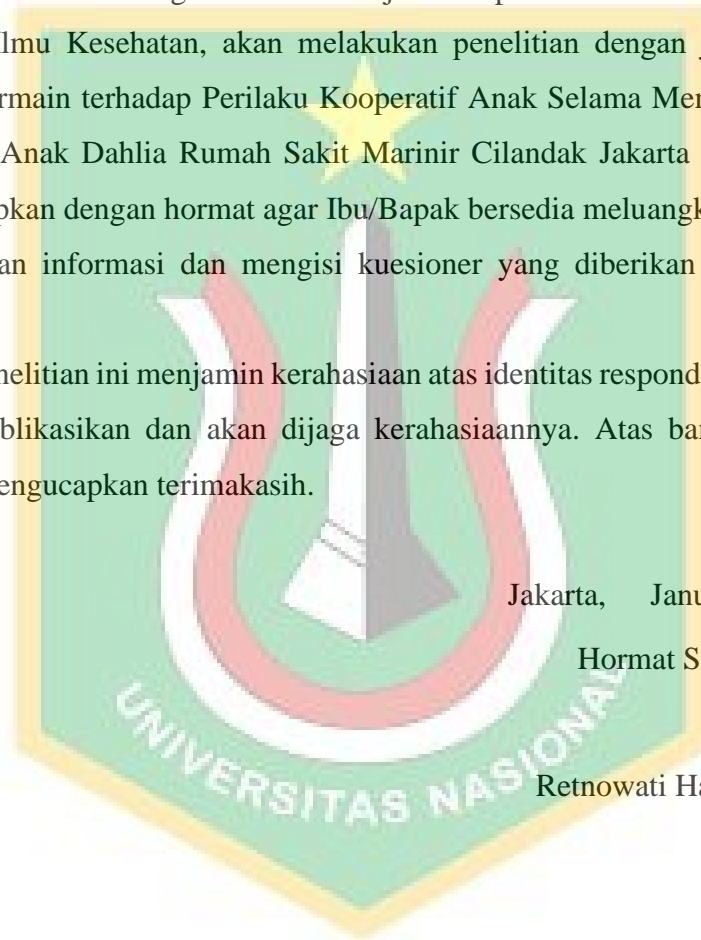 Ilmu Kesehatan, akan melakukan penelitian dengan
rmain terhadap Perilaku Kooperatif Anak Selama Mer
Anak Dahlia Rumah Sakit Marinir Cilandak Jakarta
pkan dengan hormat agar Ibu/Bapak bersedia meluangk
an informasi dan mengisi kuesioner yang diberikan
nelitian ini menjamin kerahasiaan atas identitas respond
blikasikan dan akan dijaga kerahasiaannya. Atas ban
engucapkan terimakasih.
Jakarta, Janu
Hormat S
Retnowati Ha
UNIVERSITAS NASIONAL